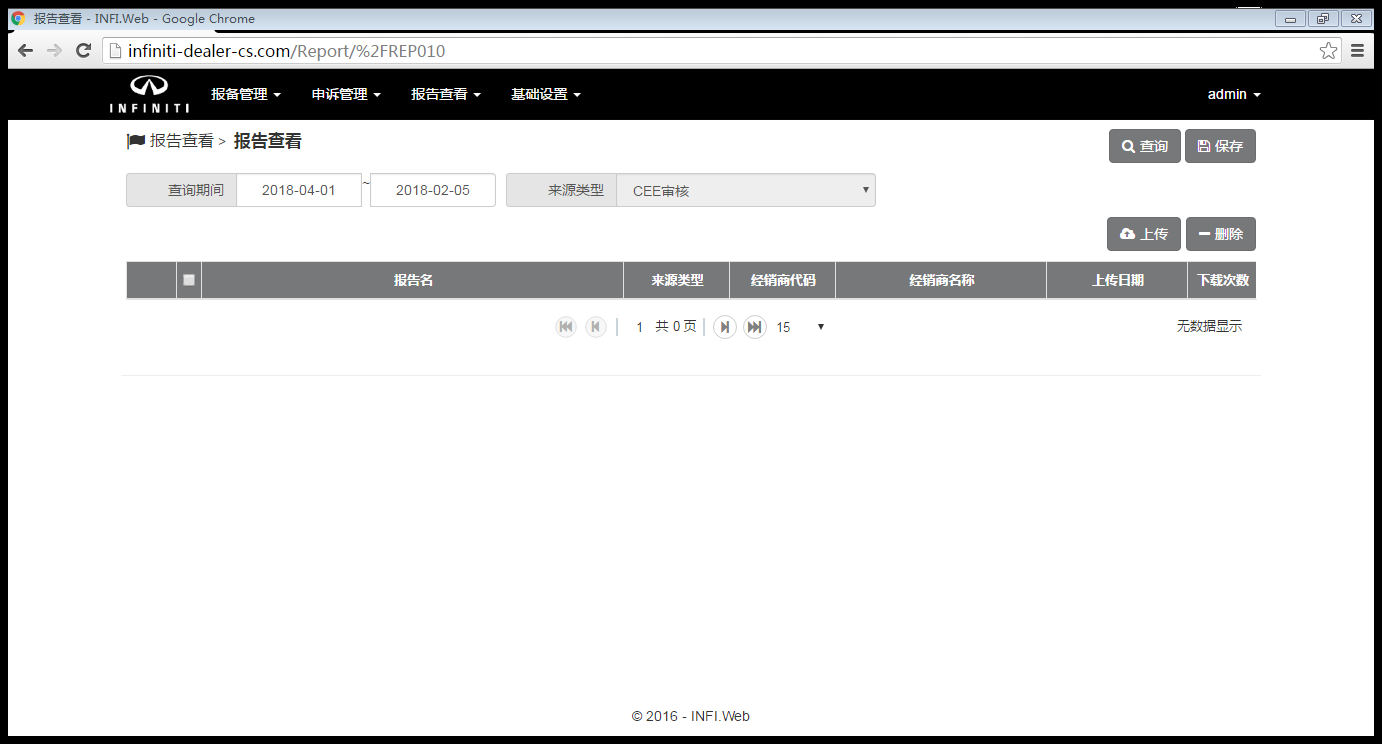 报告查看 - INFI.Web - Google Chrome
infiniti-dealer-cs.com/Report/%2FREP010
INFINITI 报备管理 申诉管理 报告查看 基础设置 admin
报告查看 > 报告查看 查询 保存
查询期间 2018-04-01 ~ 2018-02-05 来源类型 CEE审核
上传 删除
报告名 来源类型 经销商代码 经销商名称 上传日期 下载次数
1 共 0 页 15 无数据显示
© 2016 - INFI.Web